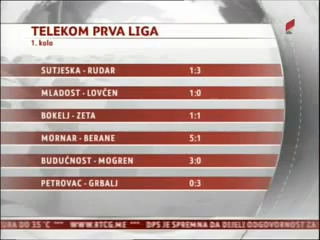 TELEKOM PRVA LIGA
1. kolo
SUTJESKA - RUDAR 1:3
MLADOST - LOVĆEN 1:0
BOKELJ - ZETA 1:1
MORNAR - BERANE 5:1
BUDUĆNOST - MOGREN 3:0
PETROVAC - GRBALJ 0:3
DO 35°C WWW.RTCG.ME DPS JE SPREMNA DA DIJELI ODGOVORNOST ZA